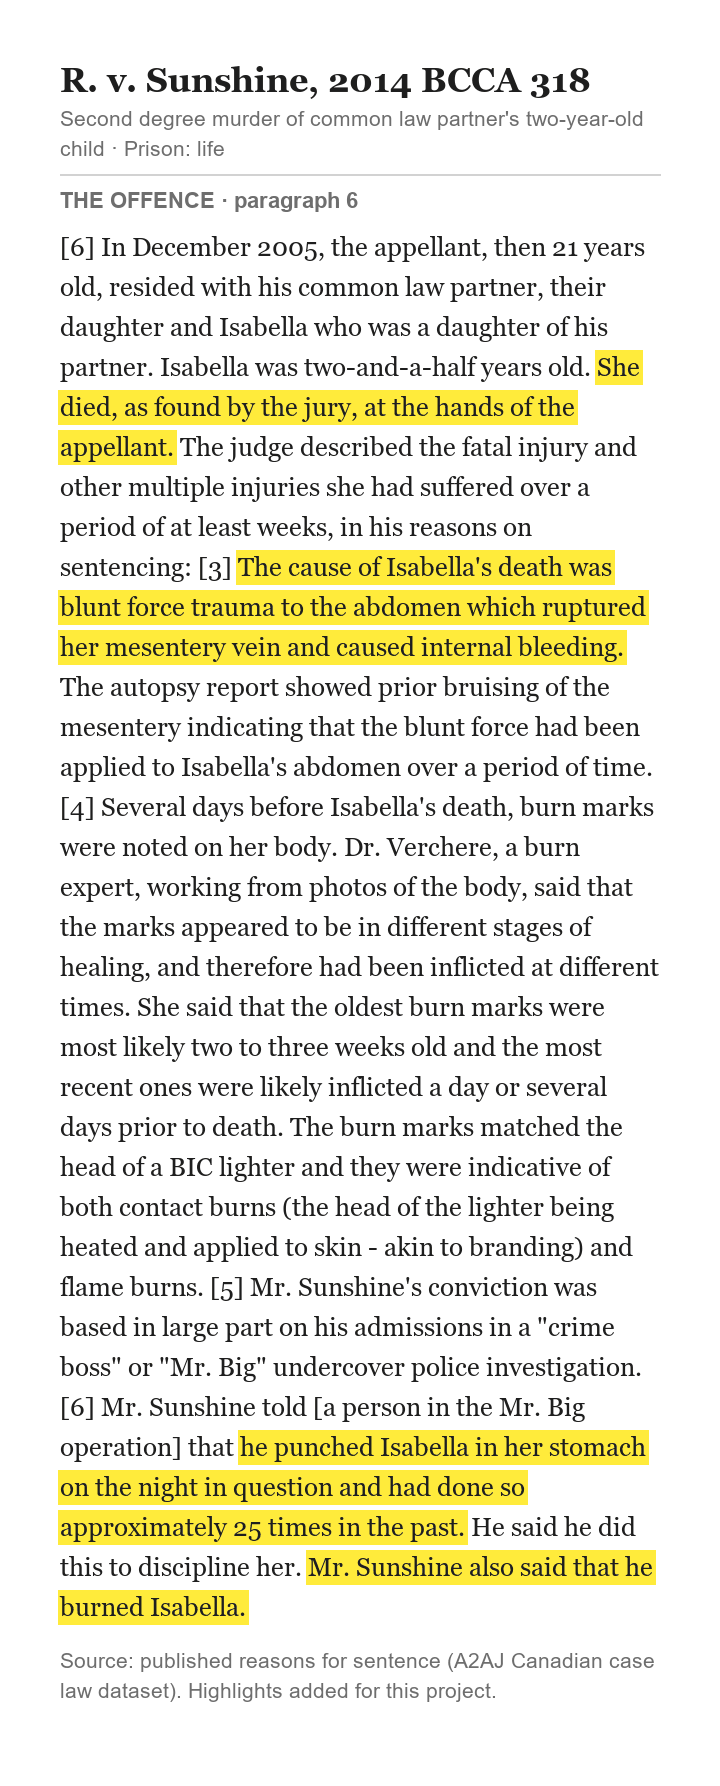 R. v. Sunshine, 2014 BCCA 318
Second degree murder of common law partner's two-year-old
child · Prison: life
THE OFFENCE · paragraph 6
[6] In December 2005, the appellant, then 21 years
old, resided with his common law partner, their
daughter and Isabella who was a daughter of his
partner. Isabella was two-and-a-half years old. She
died, as found by the jury, at the hands of the
appellant. The judge described the fatal injury and
other multiple injuries she had suffered over a
period of at least weeks, in his reasons on
sentencing: [3] The cause of Isabella's death was
blunt force trauma to the abdomen which ruptured
her mesentery vein and caused internal bleeding.
The autopsy report showed prior bruising of the
mesentery indicating that the blunt force had been
applied to Isabella's abdomen over a period of time.
[4] Several days before Isabella's death, burn marks
were noted on her body. Dr. Verchere, a burn
expert, working from photos of the body, said that
the marks appeared to be in different stages of
healing, and therefore had been inflicted at different
times. She said that the oldest burn marks were
most likely two to three weeks old and the most
recent ones were likely inflicted a day or several
days prior to death. The burn marks matched the
head of a BIC lighter and they were indicative of
both contact burns (the head of the lighter being
heated and applied to skin - akin to branding) and
flame burns. [5] Mr. Sunshine's conviction was
based in large part on his admissions in a "crime
boss" or "Mr. Big" undercover police investigation.
[6] Mr. Sunshine told [a person in the Mr. Big
operation] that he punched Isabella in her stomach
on the night in question and had done so
approximately 25 times in the past. He said he did
this to discipline her. Mr. Sunshine also said that he
burned Isabella.
Source: published reasons for sentence (A2AJ Canadian case
law dataset). Highlights added for this project.